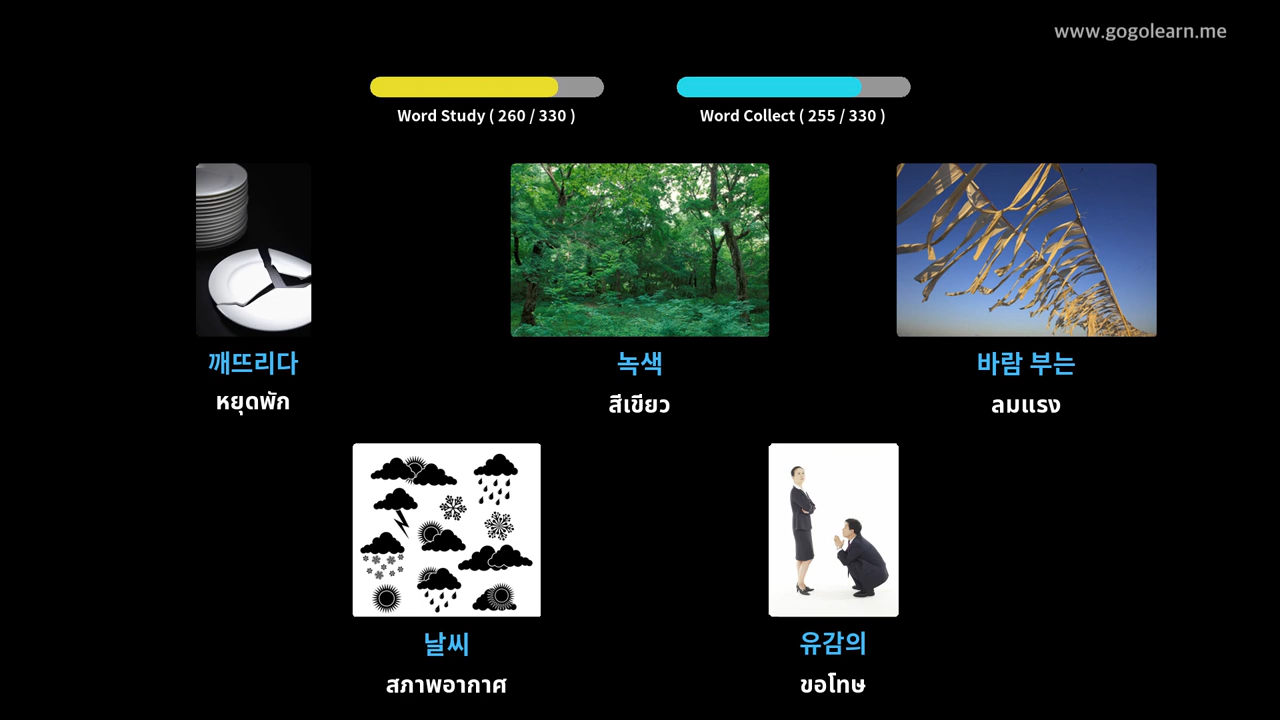 www.gogolearn.me
Word Study ( 260 / 330 )
Word Collect ( 255 / 330 )
깨뜨리다
หยุดพัก
녹색
สีเขียว
바람 부는
ลมแรง
날씨
สภาพอากาศ
유감의
ขอโทษ